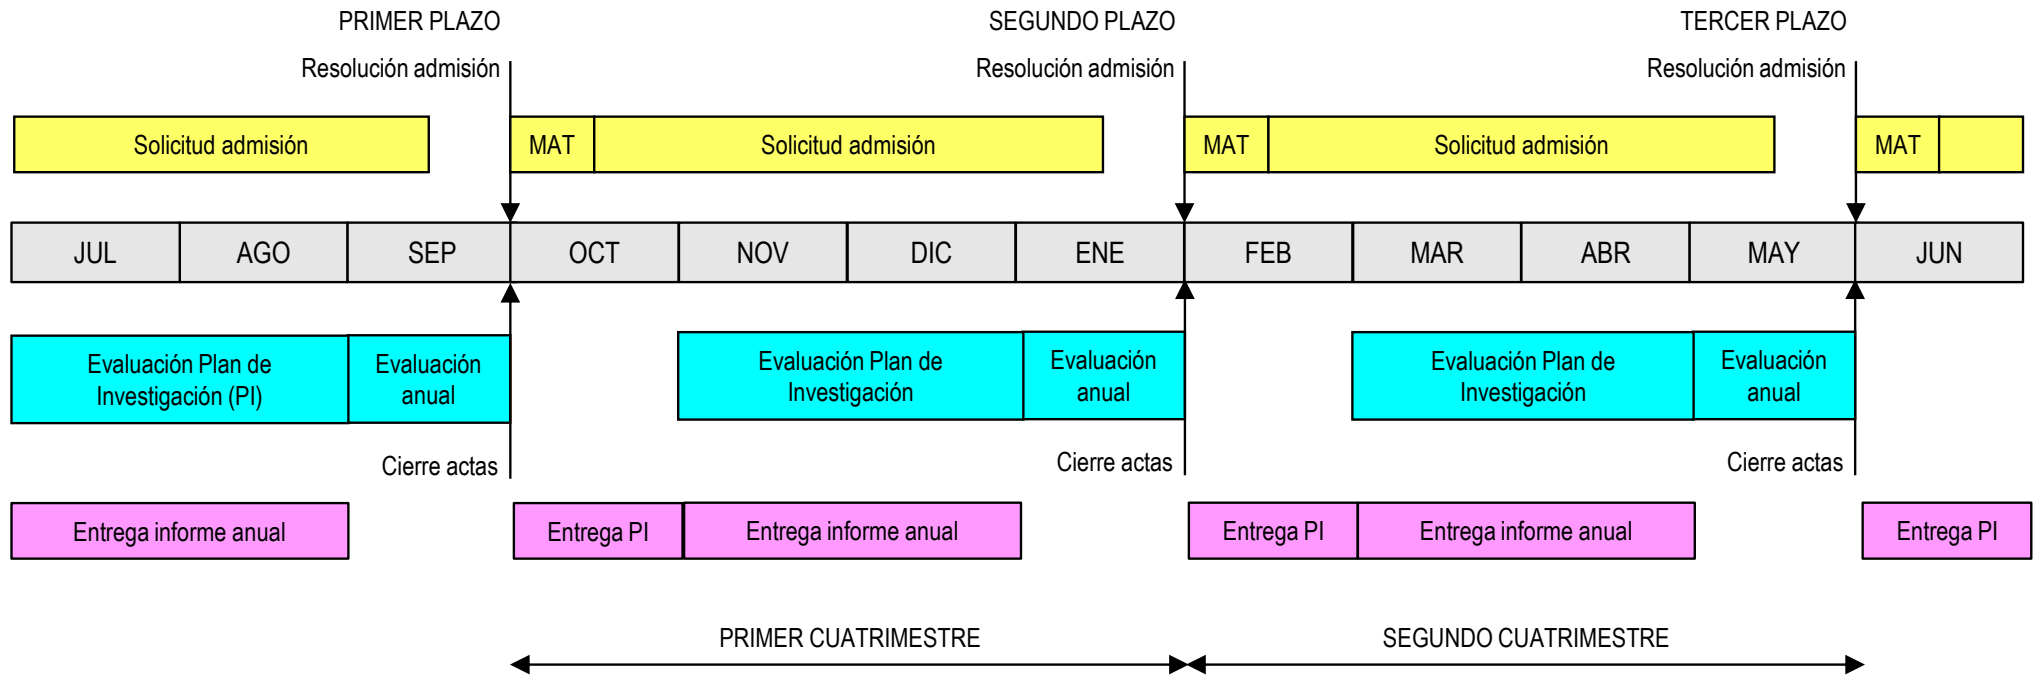 PRIMER PLAZO
SEGUNDO PLAZO
TERCER PLAZO
Resolución admisión
Resolución admisión
Resolución admisión
Solicitud admisión
MAT
Solicitud admisión
MAT
Solicitud admisión
MAT
JUL
AGO
SEP
OCT
NOV
DIC
ENE
FEB
MAR
ABR
MAY
JUN
Evaluación Plan de
Investigación (PI)
Evaluación
anual
Evaluación Plan de
Investigación
Evaluación
anual
Evaluación Plan de
Investigación
Evaluación
anual
Cierre actas
Cierre actas
Cierre actas
Entrega informe anual
Entrega PI
Entrega informe anual
Entrega PI
Entrega informe anual
Entrega PI
PRIMER CUATRIMESTRE
SEGUNDO CUATRIMESTRE